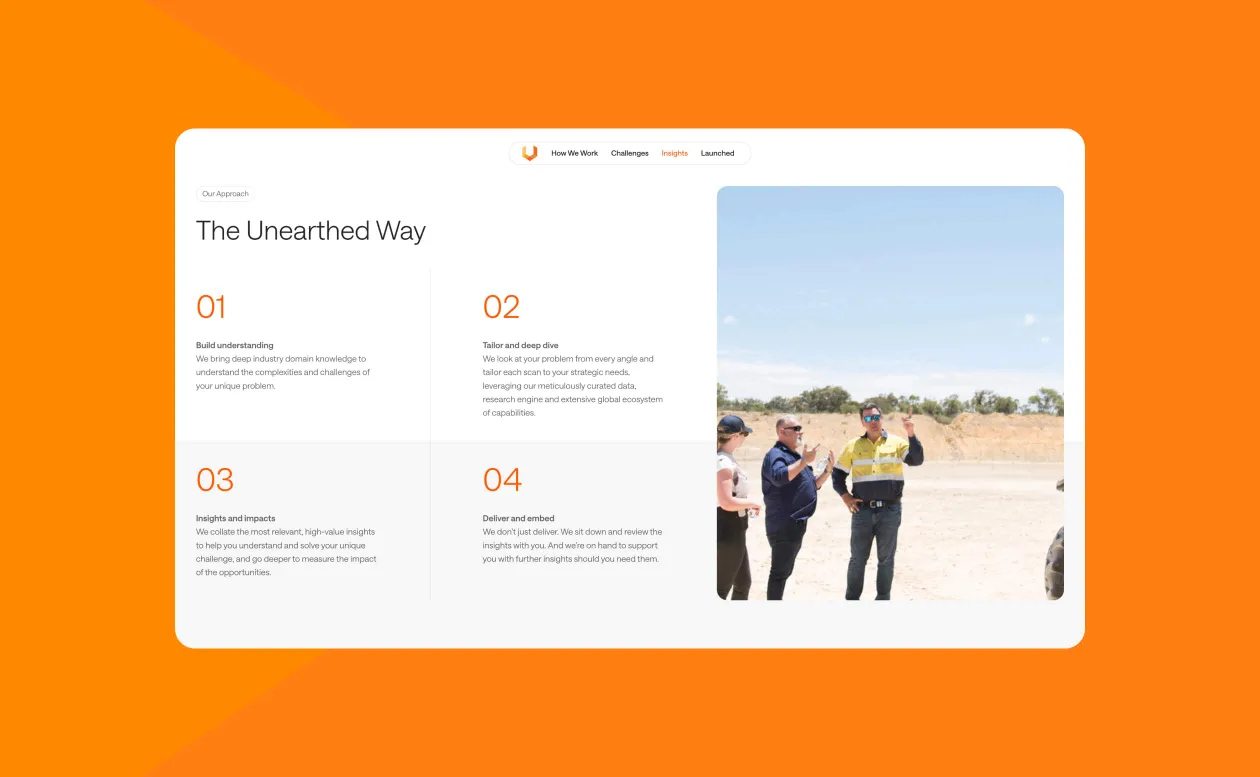 How We Work
Challenges
Insights
Launched
Our Approach
The Unearthed Way
01
Build understanding
We bring deep industry domain knowledge to
understand the complexities and challenges of
your unique problem.
02
Tailor and deep dive
We look at your problem from every angle and
tailor each scan to your strategic needs,
leveraging our meticulously curated data,
research engine and extensive global ecosystem
of capabilities.
03
Insights and impacts
We collate the most relevant, high-value insights
to help you understand and solve your unique
challenge, and go deeper to measure the impact
of the opportunities.
04
Deliver and embed
We don't just deliver. We sit down and review the
insights with you. And we're on hand to support
you with further insights should you need them.